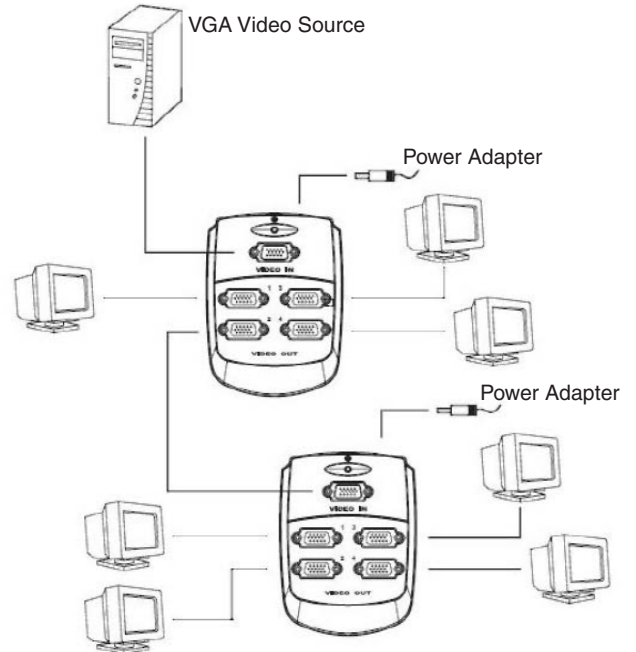 VGA Video Source
Power Adapter
VIDEO IN
1 3
2 4
VIDEO OUT
Power Adapter
VIDEO IN
1 3
2 4
VIDEO OUT